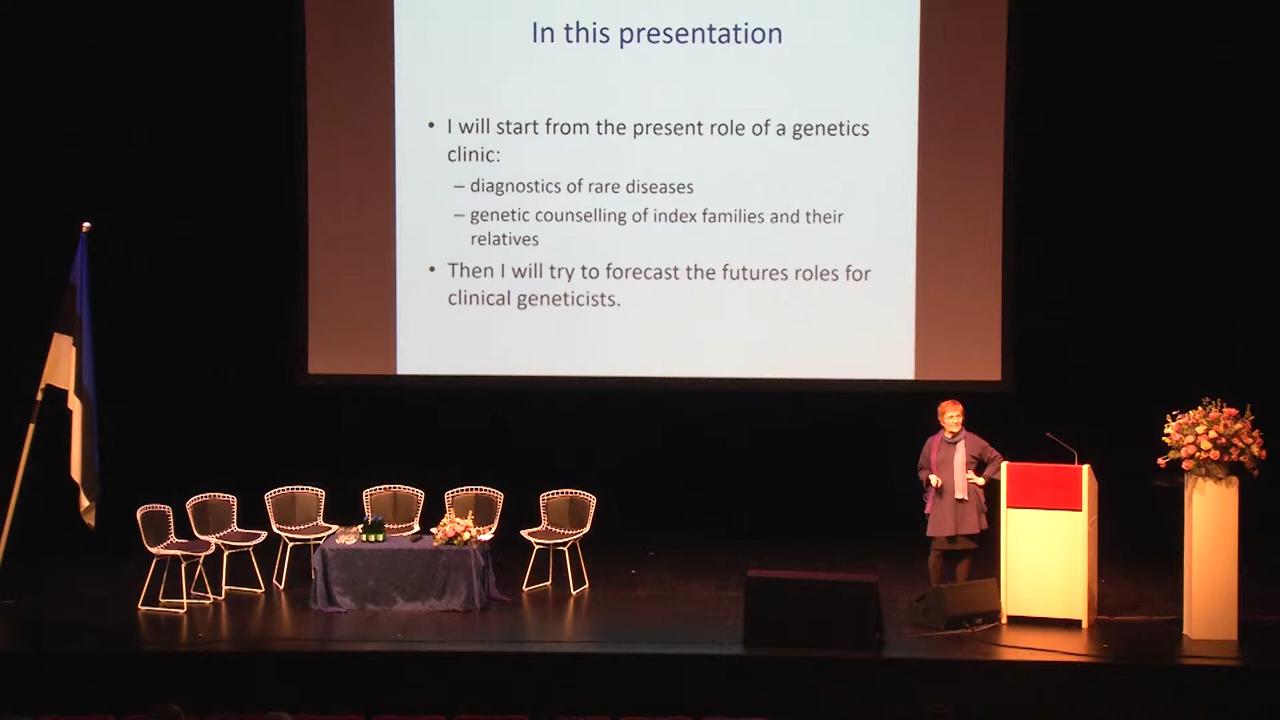 In this presentation
• I will start from the present role of a genetics
clinic:
– diagnostics of rare diseases
– genetic counselling of index families and their
relatives
• Then I will try to forecast the futures roles for
clinical geneticists.